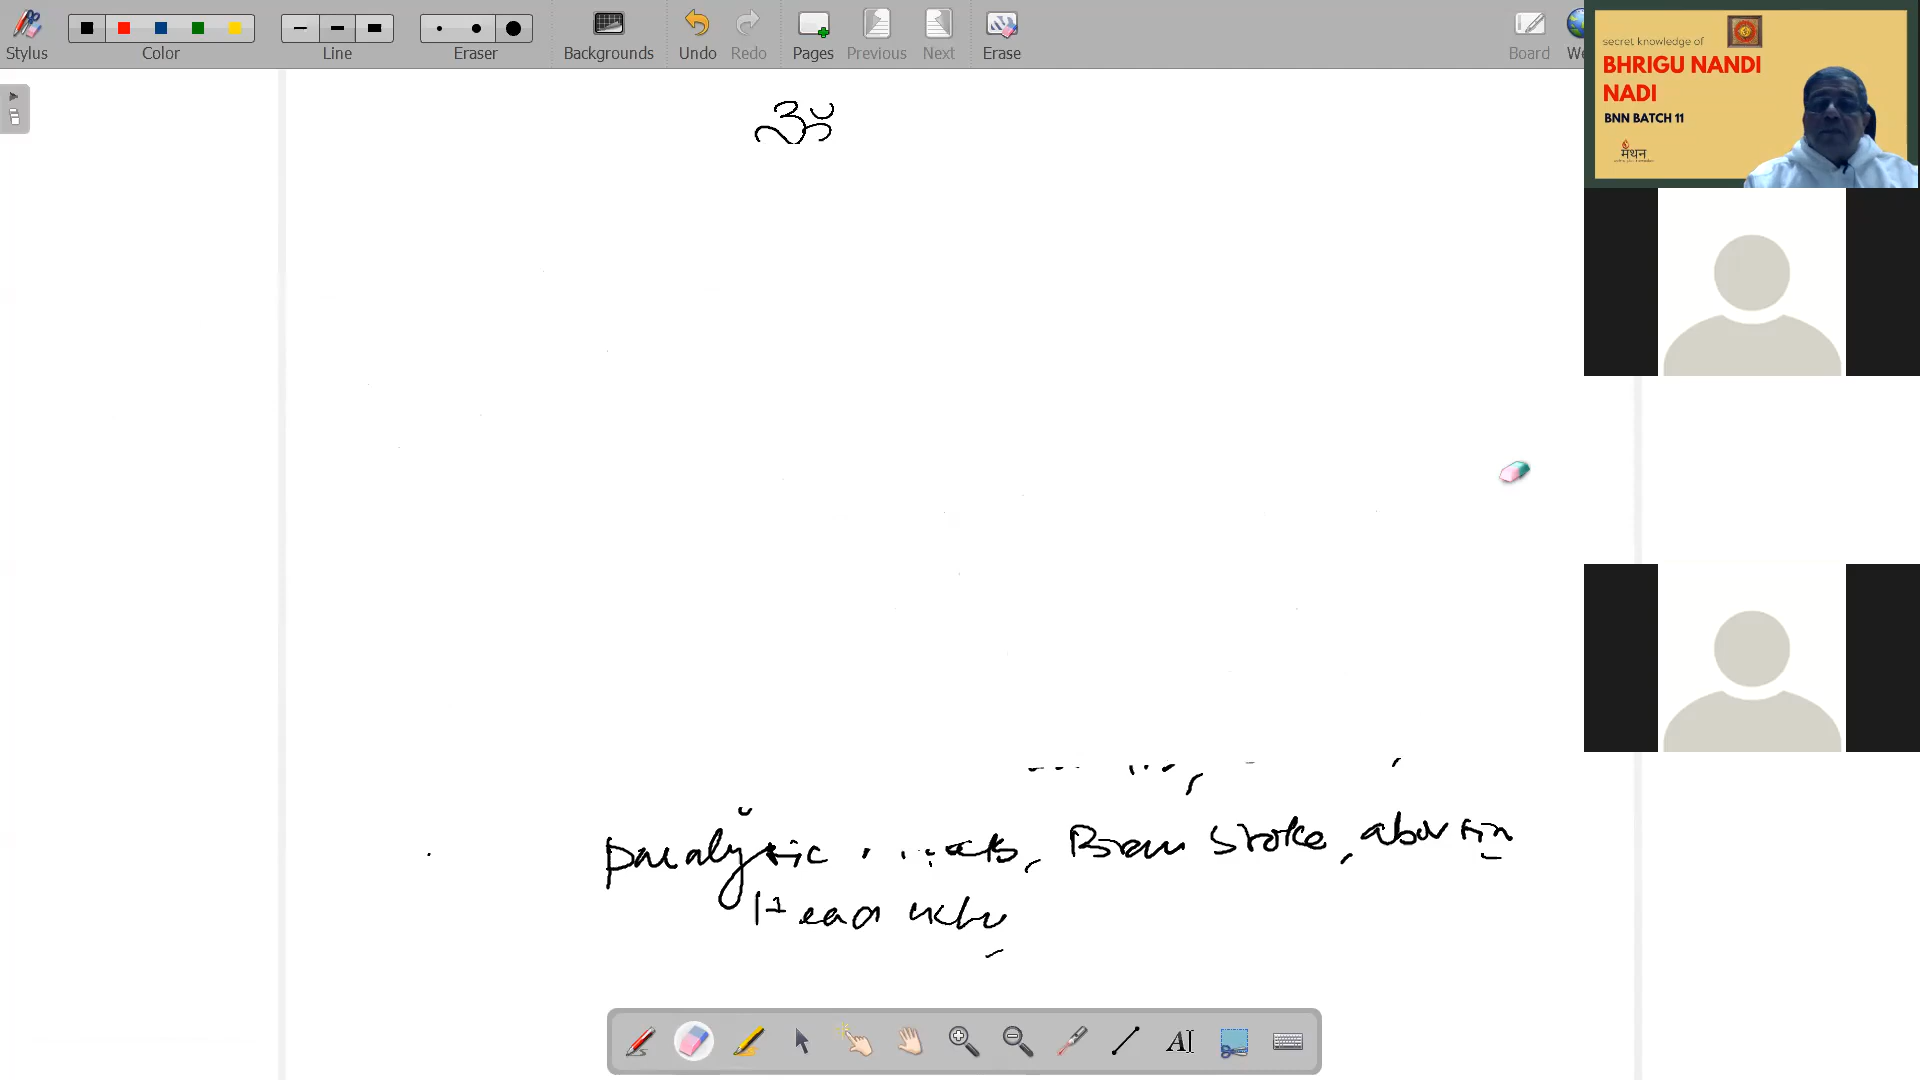 Stylus Color Line Eraser Backgrounds Undo Redo Pages Previous Next Erase Board We
secret knowledge of
BHRIGU NANDI
NADI
BNN BATCH 11
मंथन
ॐ
paralytic Brain Stroke, abortion
Head